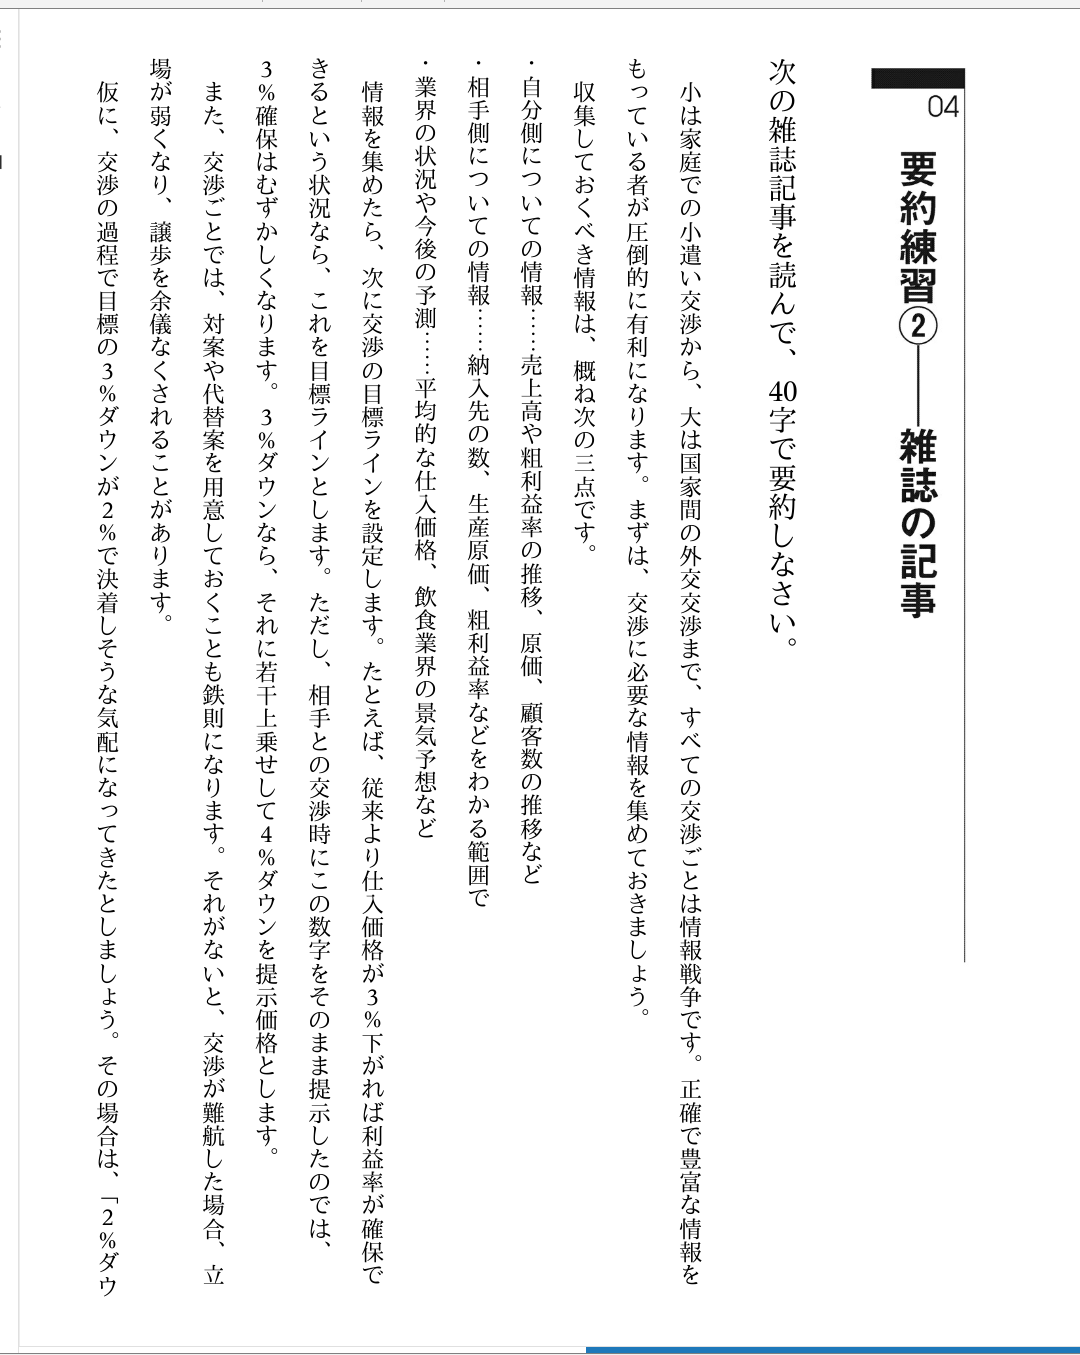 04
要約練習②――雑誌の記事
次の雑誌記事を読んで、40字で要約しなさい。
小は家庭での小遣い交渉から、大は国家間の外交交渉まで、すべての交渉ごとは情報戦争です。正確で豊富な情報を
もっている者が圧倒的に有利になります。まずは、交渉に必要な情報を集めておきましょう。
収集しておくべき情報は、概ね次の三点です。
・自分側についての情報……売上高や粗利益率の推移、原価、顧客数の推移など
・相手側についての情報……納入先の数、生産原価、粗利益率などをわかる範囲で
・業界の状況や今後の予測……平均的な仕入価格、飲食業界の景気予想など
情報を集めたら、次に交渉の目標ラインを設定します。たとえば、従来より仕入価格が3%下がれば利益率が確保で
きるという状況なら、これを目標ラインとします。ただし、相手との交渉時にこの数字をそのまま提示したのでは、
3%確保はむずかしくなります。3%ダウンなら、それに若干上乗せして4%ダウンを提示価格とします。
また、交渉ごとでは、対案や代替案を用意しておくことも鉄則になります。それがないと、交渉が難航した場合、立
場が弱くなり、譲歩を余儀なくされることがあります。
仮に、交渉の過程で目標の3%ダウンが2%で決着しそうな気配になってきたとしましょう。その場合は、「2%ダウ